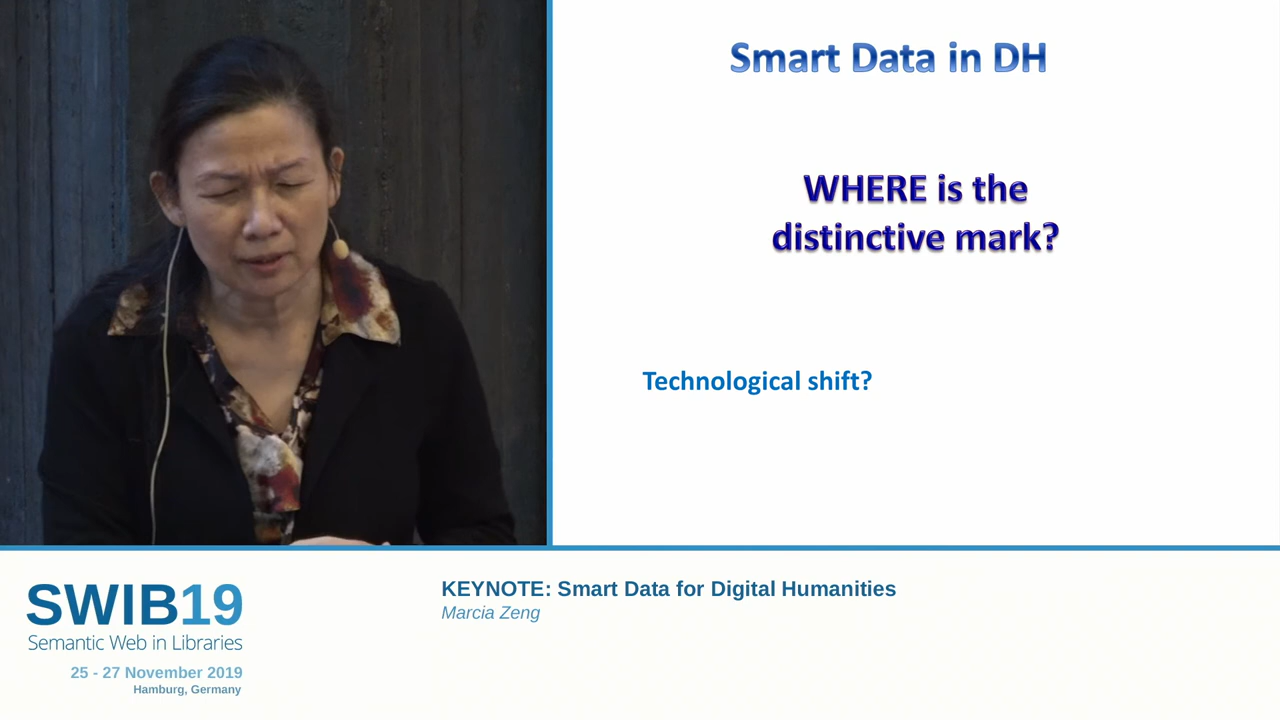 Smart Data in DH
WHERE is the
distinctive mark?
Technological shift?
SWIB19
Semantic Web in Libraries
25 - 27 November 2019
Hamburg, Germany
KEYNOTE: Smart Data for Digital Humanities
Marcia Zeng